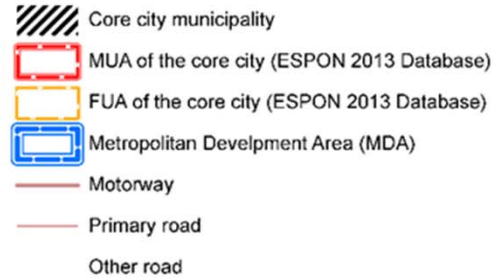 Core city municipality
MUA of the core city (ESPON 2013 Database)
FUA of the core city (ESPON 2013 Database)
Metropolitan Develpment Area (MDA)
Motorway
Primary road
Other road